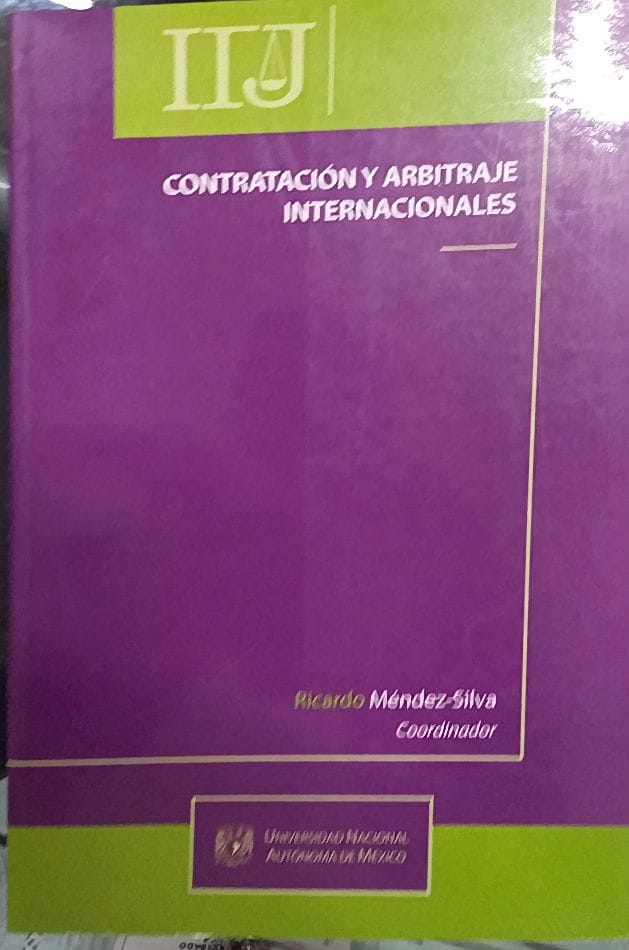 IIJ
CONTRATACIÓN Y ARBITRAJE
INTERNACIONALES
Ricardo Méndez-Silva
Coordinador
UNIVERSIDAD NACIONAL
AUTÓNOMA DE MÉXICO